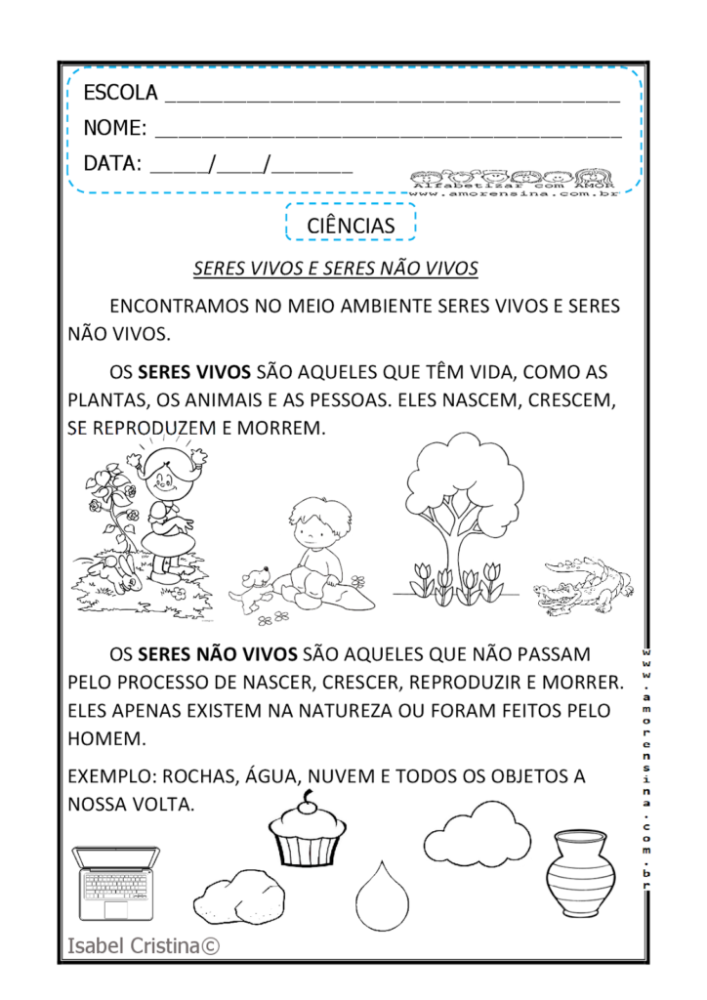 ESCOLA ______________________________________
NOME: _______________________________________
DATA: _____/____/_______
Alfabetizar com AMOR
www.amorensina.com.br
CIÊNCIAS
SERES VIVOS E SERES NÃO VIVOS
ENCONTRAMOS NO MEIO AMBIENTE SERES VIVOS E SERES
NÃO VIVOS.
OS SERES VIVOS SÃO AQUELES QUE TÊM VIDA, COMO AS
PLANTAS, OS ANIMAIS E AS PESSOAS. ELES NASCEM, CRESCEM,
SE REPRODUZEM E MORREM.
OS SERES NÃO VIVOS SÃO AQUELES QUE NÃO PASSAM
PELO PROCESSO DE NASCER, CRESCER, REPRODUZIR E MORRER.
ELES APENAS EXISTEM NA NATUREZA OU FORAM FEITOS PELO
HOMEM.
EXEMPLO: ROCHAS, ÁGUA, NUVEM E TODOS OS OBJETOS A
NOSSA VOLTA.
www.amorensina.com.br
Isabel Cristina©